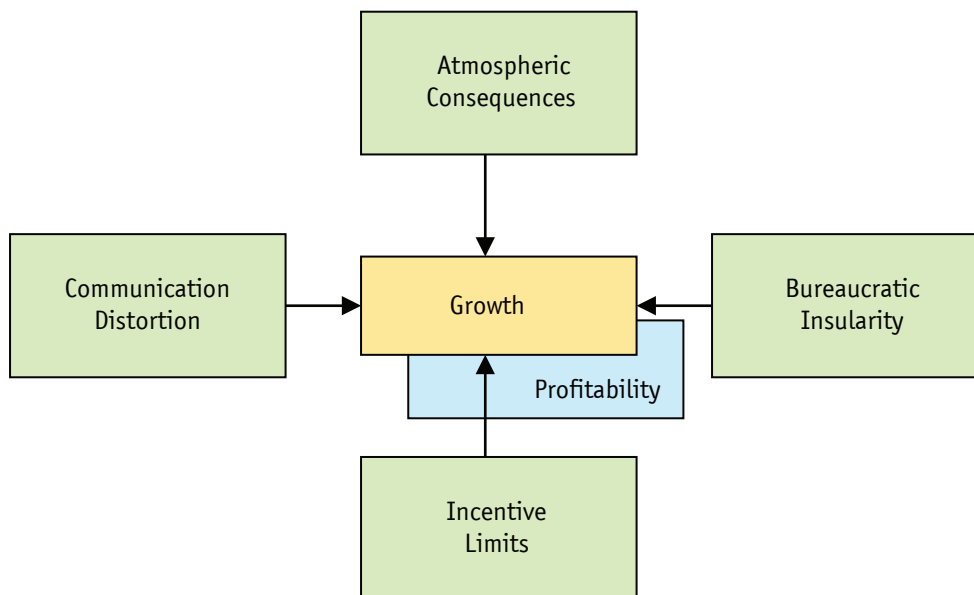 Atmospheric
Consequences
Communication
Distortion
Growth
Bureaucratic
Insularity
Profitability
Incentive
Limits